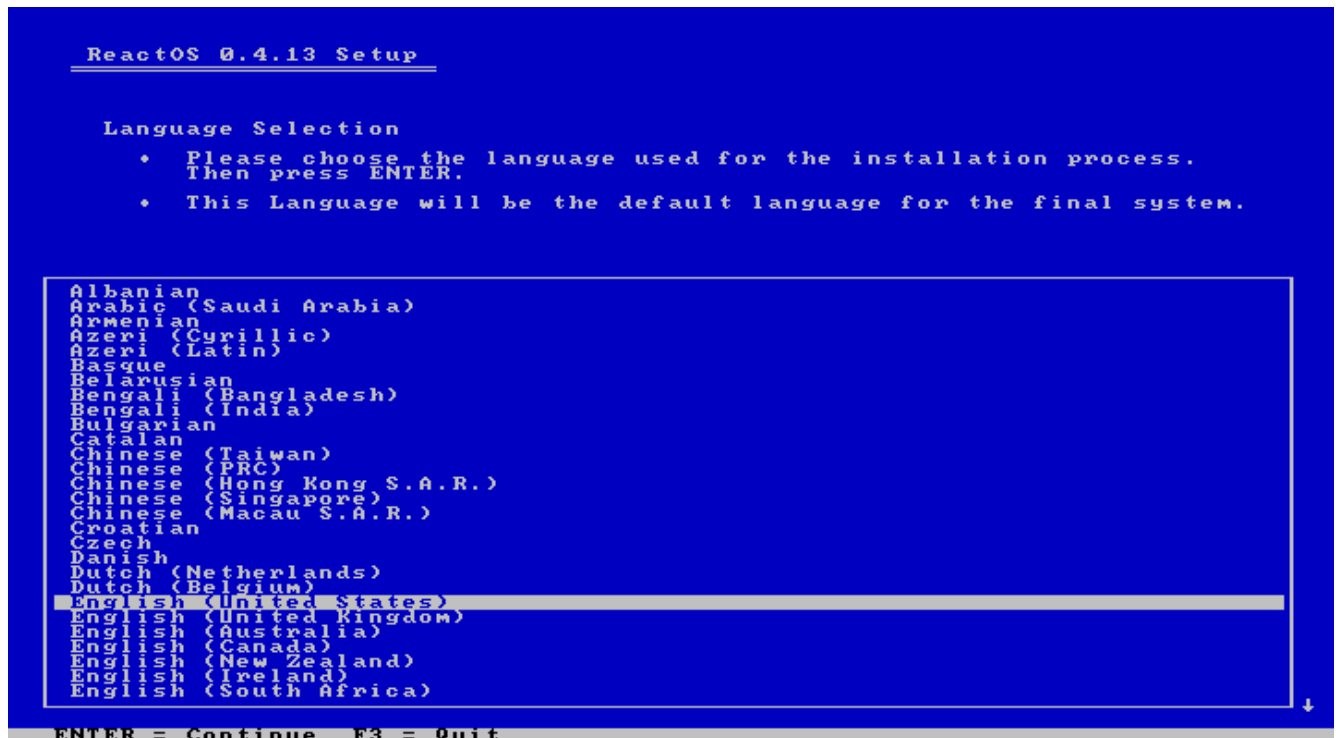 ReactOS 0.4.13 Setup
Language Selection
• Please choose the language used for the installation process.
Then press ENTER.
• This Language will be the default language for the final system.
Albanian
Arabic (Saudi Arabia)
Armenian
Azeri (Cyrillic)
Azeri (Latin)
Basque
Belarusian
Bengali (Bangladesh)
Bengali (India)
Bulgarian
Catalan
Chinese (Taiwan)
Chinese (PRC)
Chinese (Hong Kong S.A.R.)
Chinese (Singapore)
Chinese (Macau S.A.R.)
Croatian
Czech
Danish
Dutch (Netherlands)
Dutch (Belgium)
English (United States)
English (United Kingdom)
English (Australia)
English (Canada)
English (New Zealand)
English (Ireland)
English (South Africa)
ENTER = Continue F3 = Quit